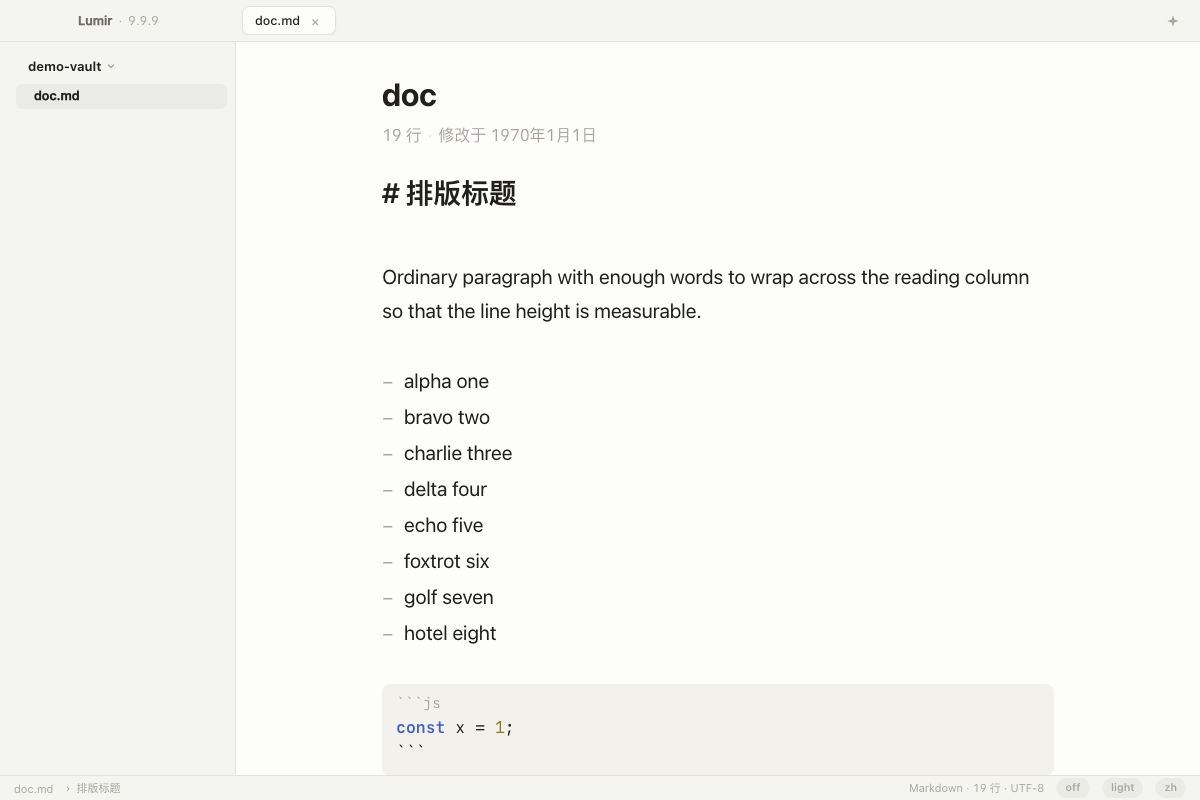 Lumir · 9.9.9
doc.md ×
demo-vault
doc.md
doc
19 行 · 修改于 1970年1月1日
# 排版标题
Ordinary paragraph with enough words to wrap across the reading column
so that the line height is measurable.
– alpha one
– bravo two
– charlie three
– delta four
– echo five
– foxtrot six
– golf seven
– hotel eight
```js
const x = 1;
```
doc.md › 排版标题
Markdown · 19 行 · UTF-8 off light zh